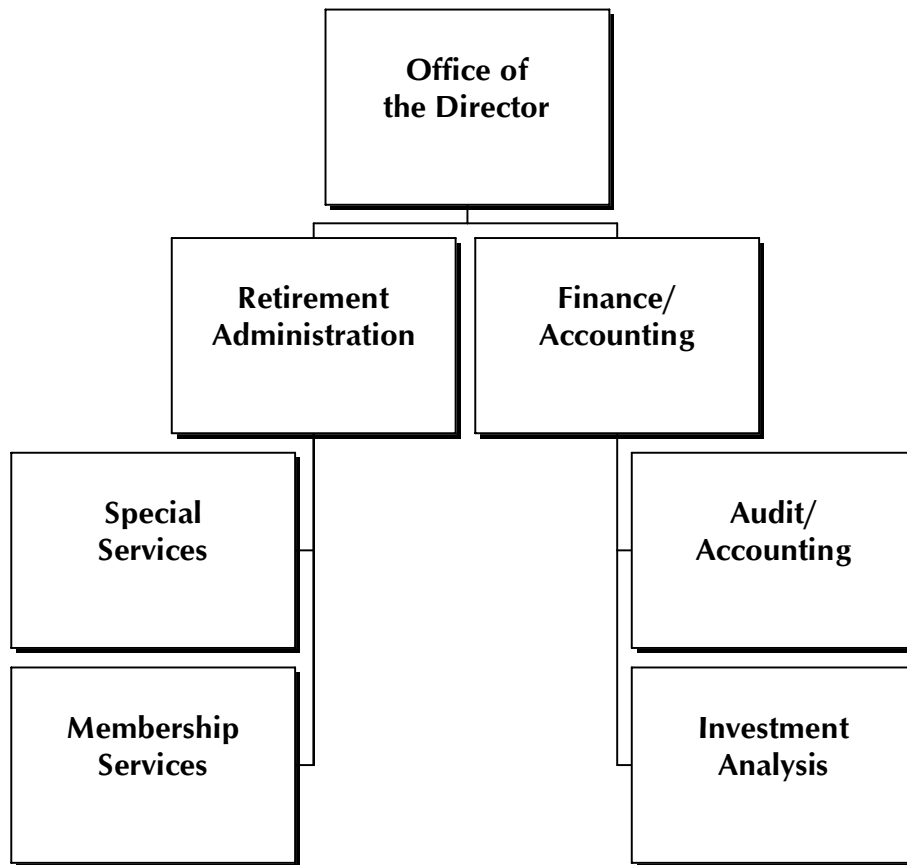 Office of
the Director
Retirement
Administration
Finance/
Accounting
Special
Services
Audit/
Accounting
Membership
Services
Investment
Analysis